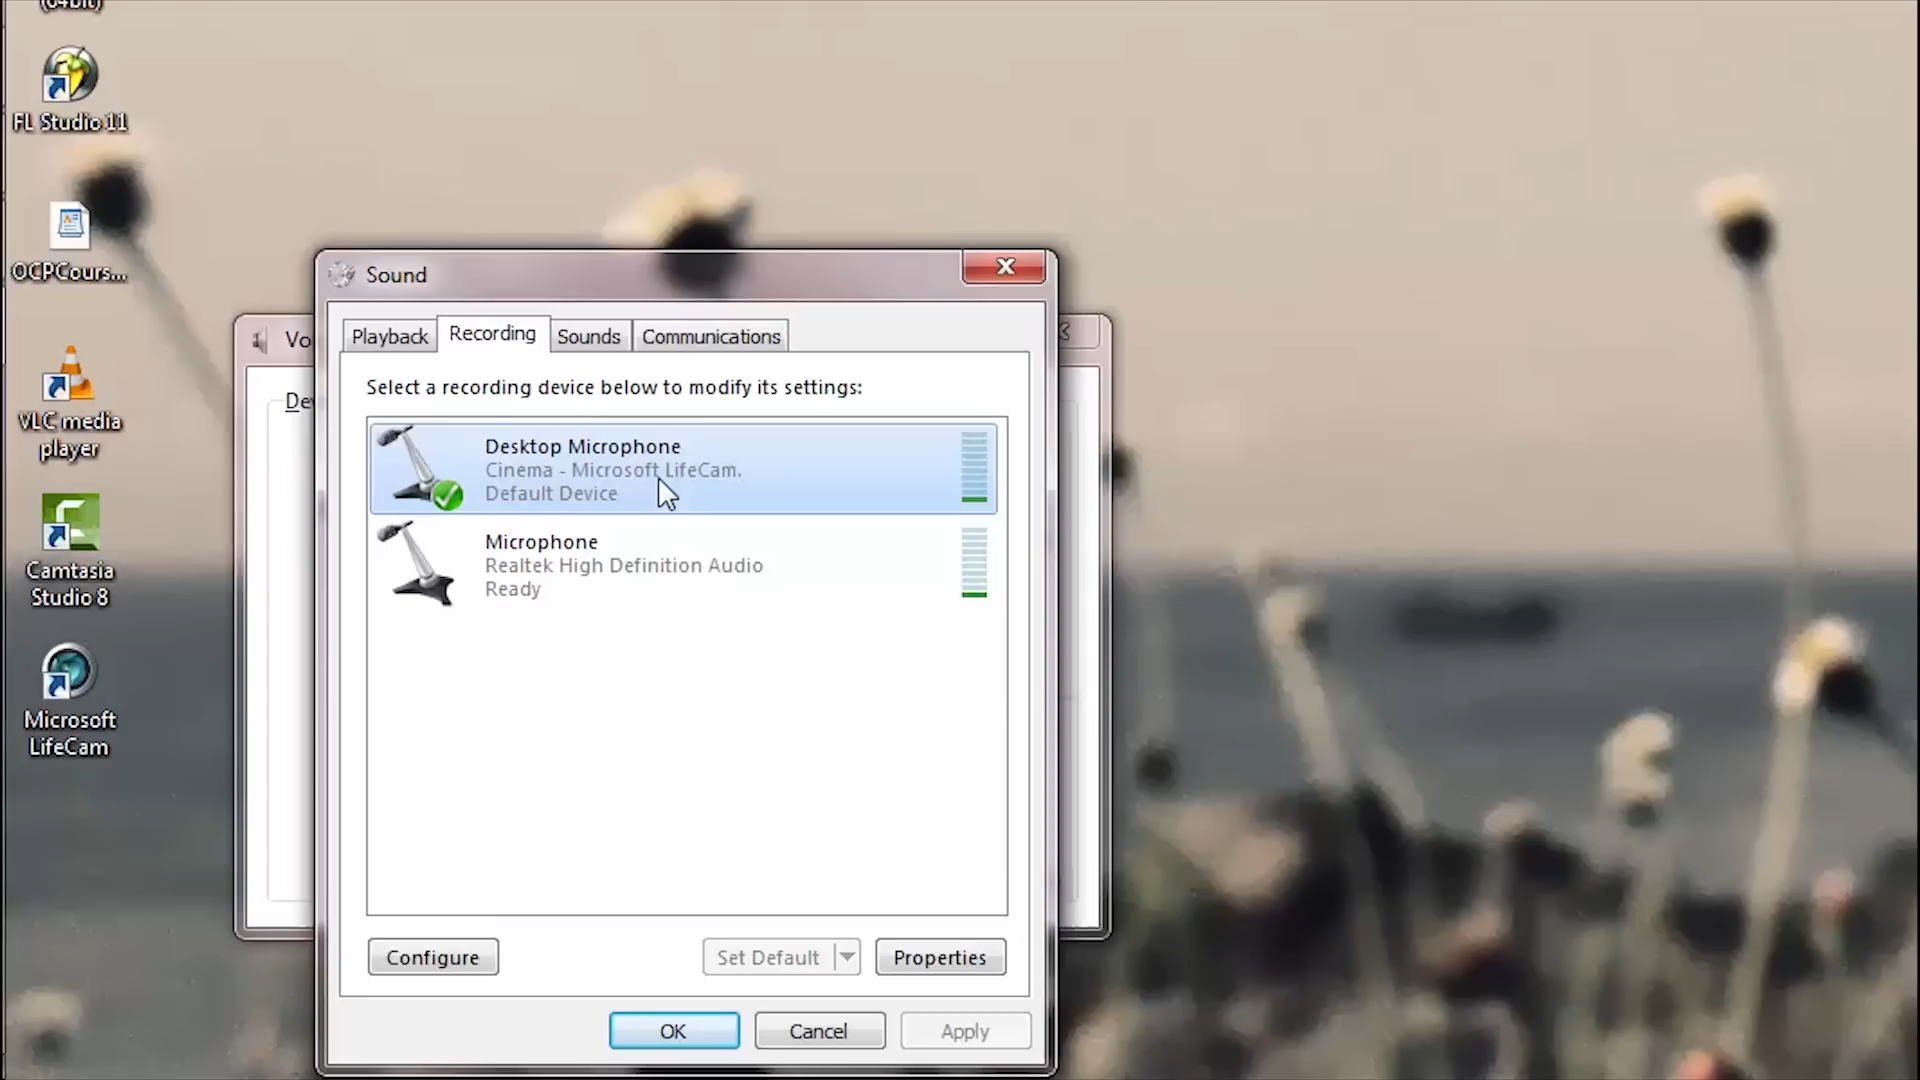 (64bit)
FL Studio 11
OCPCours...
VLC media
player
Camtasia
Studio 8
Microsoft
LifeCam
Vo
De
Sound
Playback
Recording
Sounds
Communications
Select a recording device below to modify its settings:
Desktop Microphone
Cinema - Microsoft LifeCam.
Default Device
Microphone
Realtek High Definition Audio
Ready
Configure
Set Default
Properties
OK
Cancel
Apply